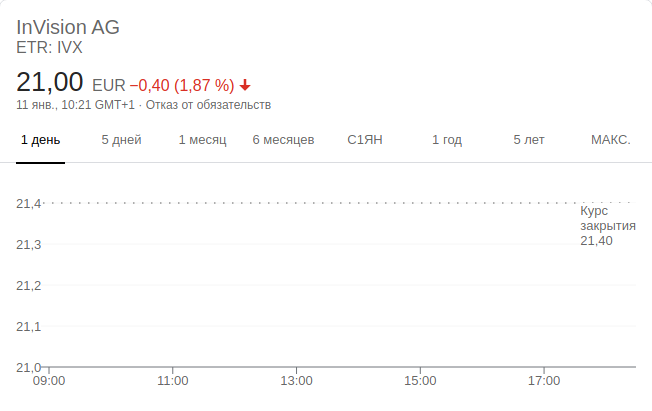 InVision AG
ETR: IVX
21,00 EUR −0,40 (1,87 %)
11 янв., 10:21 GMT+1 · Отказ от обязательств
1 день 5 дней 1 месяц 6 месяцев С1ЯН 1 год 5 лет МАКС.
21,4
Курс
закрытия
21,40
21,3
21,2
21,1
21,0
09:00 11:00 13:00 15:00 17:00